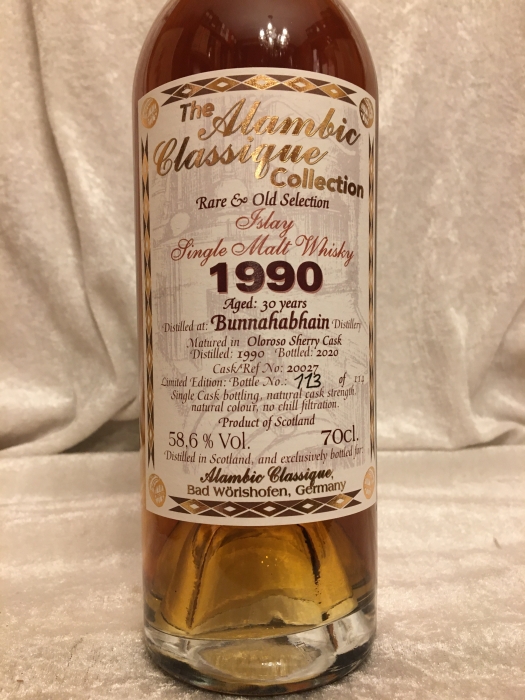 The
Alambic
Classique
Collection
Rare & Old Selection
Islay
Single Malt Whisky
1990
Aged: 30 years
Distilled at: Bunnahabhain Distillery
Matured in Oloroso Sherry Cask
Distilled: 1990 Bottled: 2020
Cask/Ref No: 20027
Limited Edition: Bottle No.: 113 of
Single Cask bottling, natural cask strength,
natural colour, no chill filtration.
Product of Scotland
58,6 % Vol. 70cl.
Distilled in Scotland, and exclusively bottled for
Alambic Classique,
Bad Wörishofen, Germany